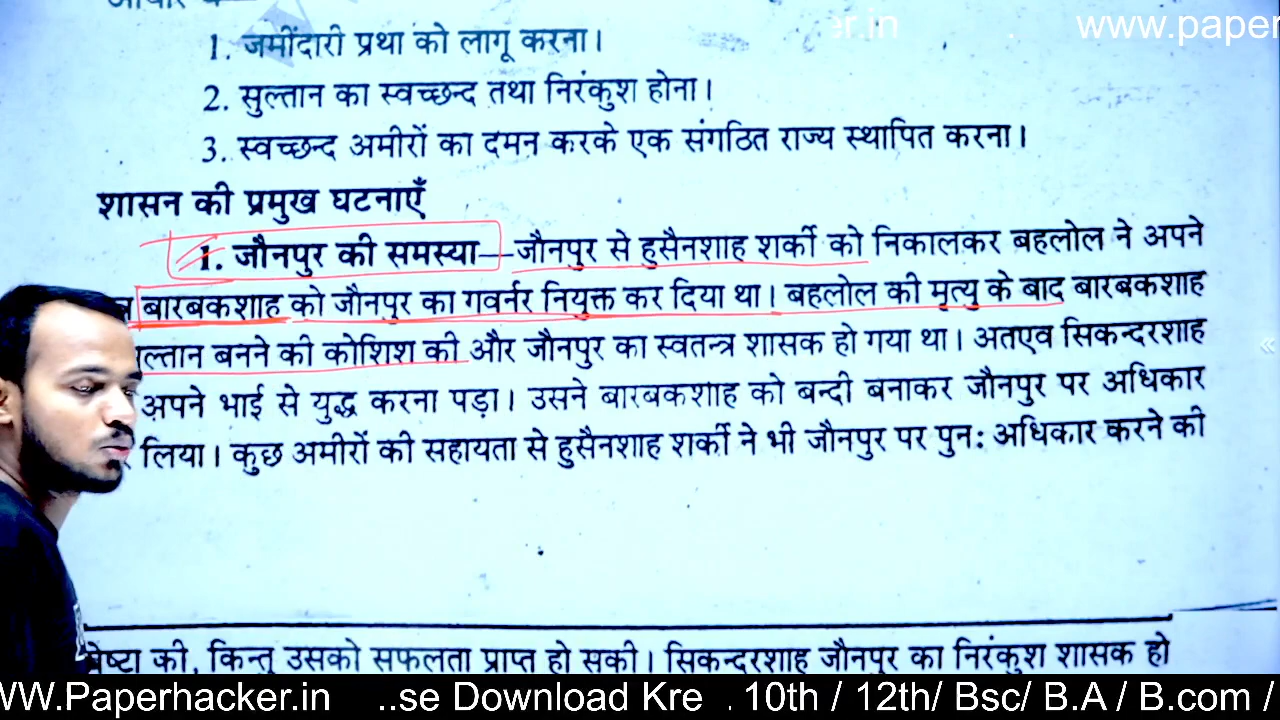 er.in www.paper
1. जमींदारी प्रथा को लागू करना।
2. सुल्तान का स्वच्छन्द तथा निरंकुश होना।
3. स्वच्छन्द अमीरों का दमन करके एक संगठित राज्य स्थापित करना।
शासन की प्रमुख घटनाएँ
1. जौनपुर की समस्या—जौनपुर से हुसैनशाह शर्की को निकालकर बहलोल ने अपने
बारबकशाह को जौनपुर का गवर्नर नियुक्त कर दिया था। बहलोल की मृत्यु के बाद बारबकशाह
ल्तान बनने की कोशिश की और जौनपुर का स्वतन्त्र शासक हो गया था। अतएव सिकन्दरशाह
अपने भाई से युद्ध करना पड़ा। उसने बारबकशाह को बन्दी बनाकर जौनपुर पर अधिकार
लिया। कुछ अमीरों की सहायता से हुसैनशाह शर्की ने भी जौनपुर पर पुन: अधिकार करने की
चेष्टा की, किन्तु उसको सफलता प्राप्त हो सकी। सिकन्दरशाह जौनपुर का निरंकुश शासक हो
WW.Paperhacker.in ..se Download Kre . 10th / 12th/ Bsc/ B.A / B.com /